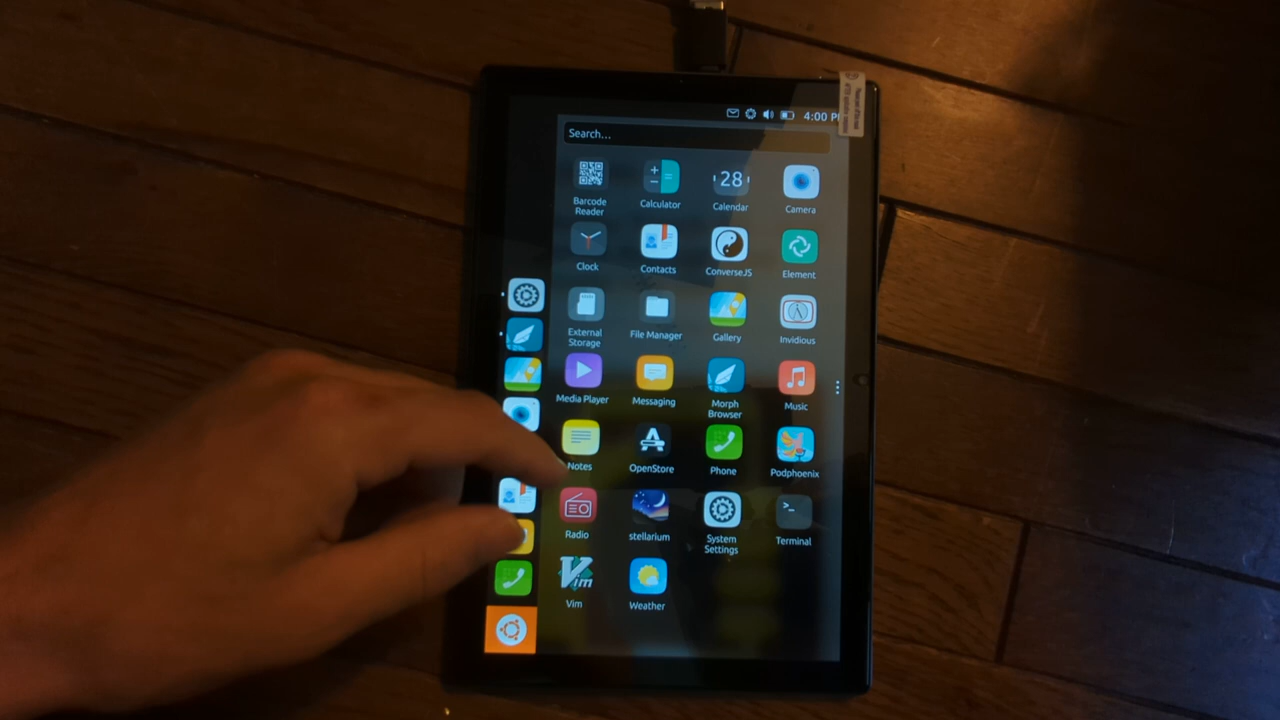 4:00 P
Search...
28
Barcode
Reader
Calculator
Calendar
Camera
Clock
Contacts
ConverseJS
Element
External
Storage
File Manager
Gallery
Invidious
Media Player
Messaging
Morph
Browser
Music
Notes
OpenStore
Phone
Podphoenix
Radio
stellarium
System
Settings
Terminal
>_
Vim
Vim
Weather